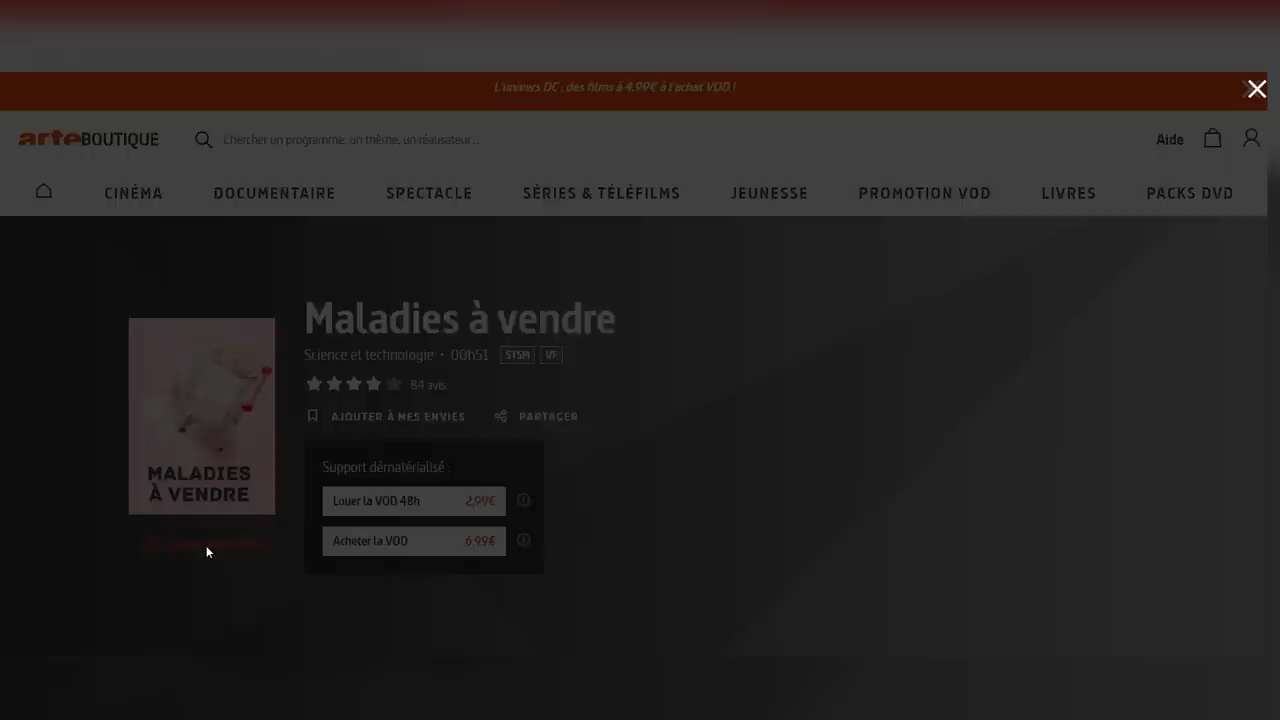 L'univers DC : des films à 4,99€ à l'achat VOD !
arteBOUTIQUE
Chercher un programme, un thème, un réalisateur...
Aide
CINÉMA DOCUMENTAIRE SPECTACLE SÉRIES & TÉLÉFILMS JEUNESSE PROMOTION VOD LIVRES PACKS DVD
Maladies à vendre
Science et technologie • 00h51 STSM VF
84 avis
AJOUTER À MES ENVIES PARTAGER
MALADIES
À VENDRE
Support dématérialisé :
Louer la VOD 48h 2,99€
Acheter la VOD 6,99€